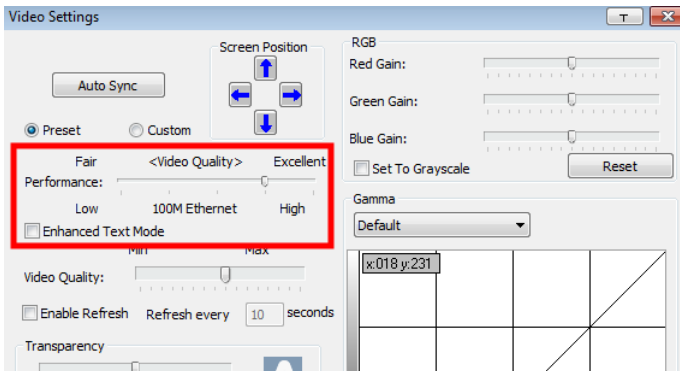 Video Settings
T
Screen Position
Auto Sync
Preset
Custom
Fair <Video Quality> Excellent
Performance:
Low 100M Ethernet High
Enhanced Text Mode
Min Max
Video Quality:
Enable Refresh Refresh every 10 seconds
Transparency
RGB
Red Gain:
Green Gain:
Blue Gain:
Set To Grayscale Reset
Gamma
Default
x:018 y:231